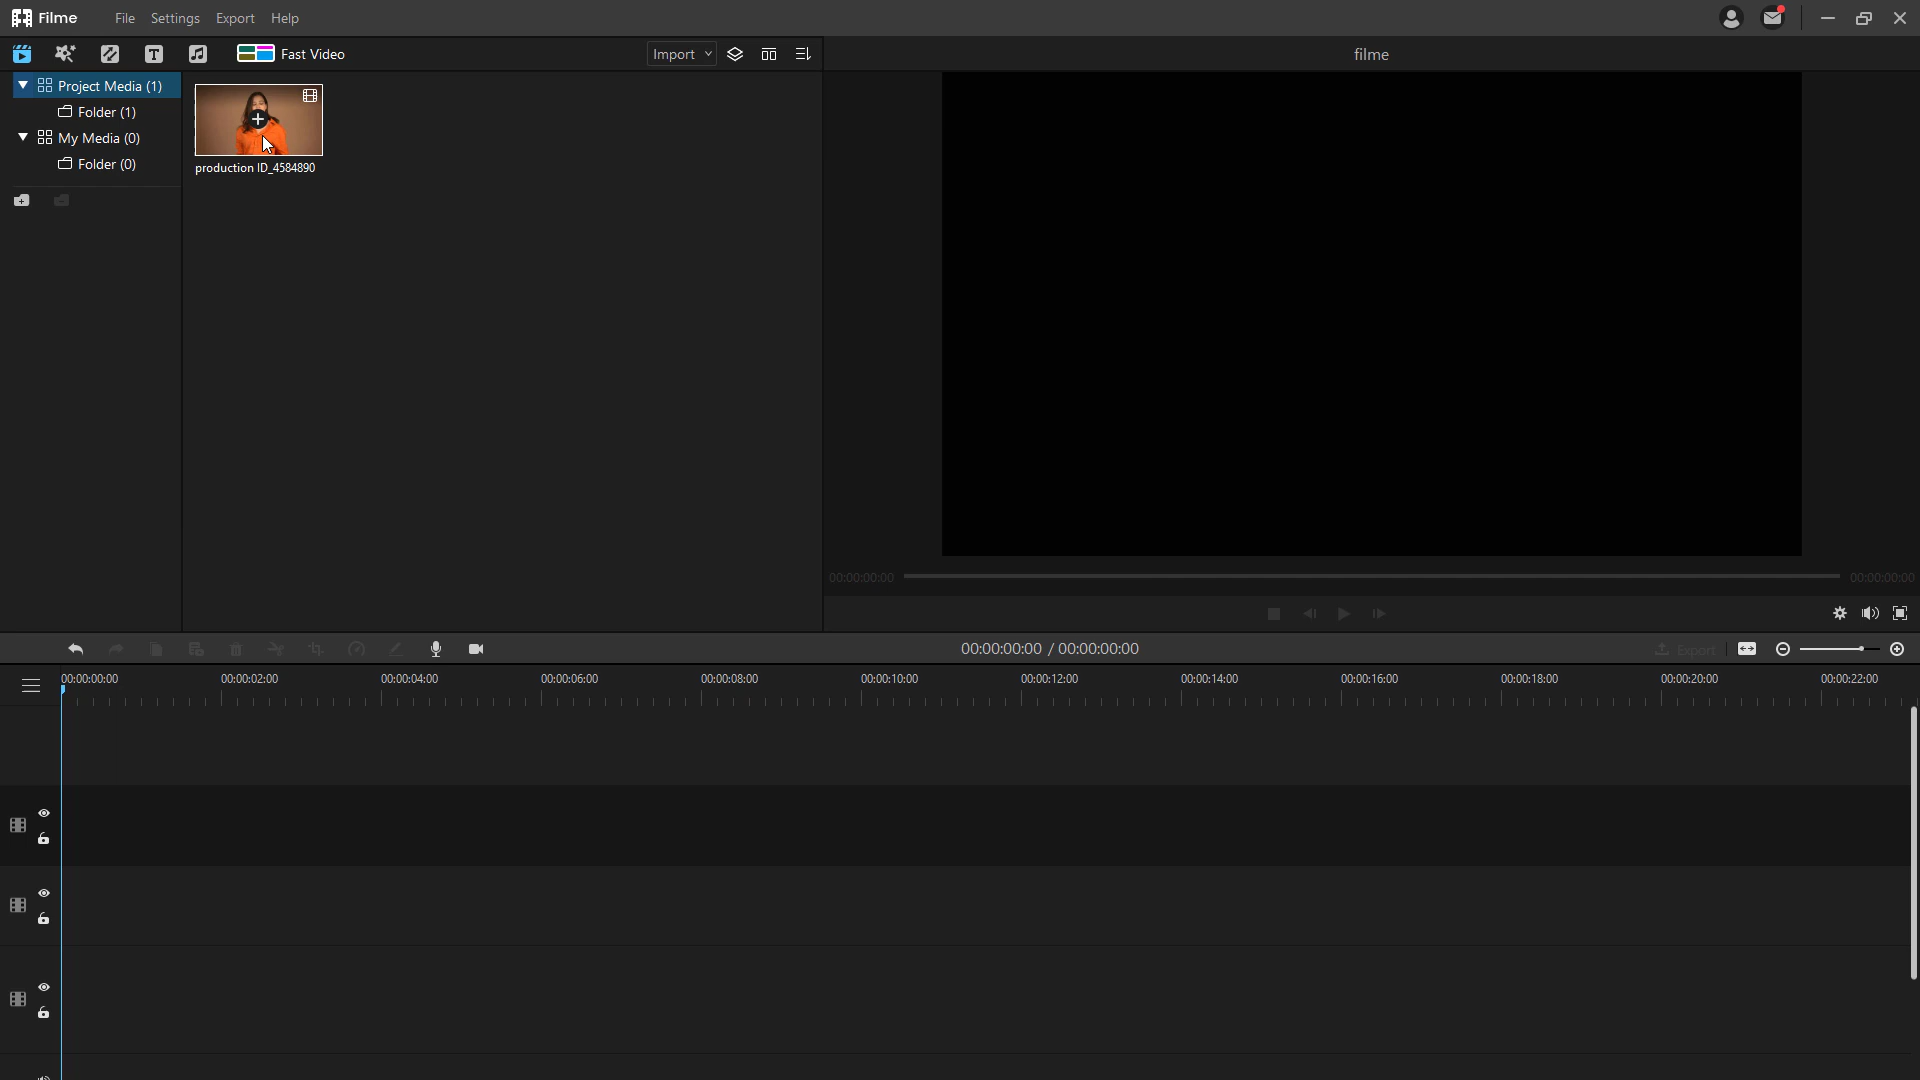 Filme File Settings Export Help
Fast Video Import filme
Project Media (1)
Folder (1)
My Media (0)
Folder (0)
production ID_4584890
00:00:00:00 00:00:00:00
00:00:00:00 / 00:00:00:00 Export
00:00:00:00 00:00:02:00 00:00:04:00 00:00:06:00 00:00:08:00 00:00:10:00 00:00:12:00 00:00:14:00 00:00:16:00 00:00:18:00 00:00:20:00 00:00:22:00